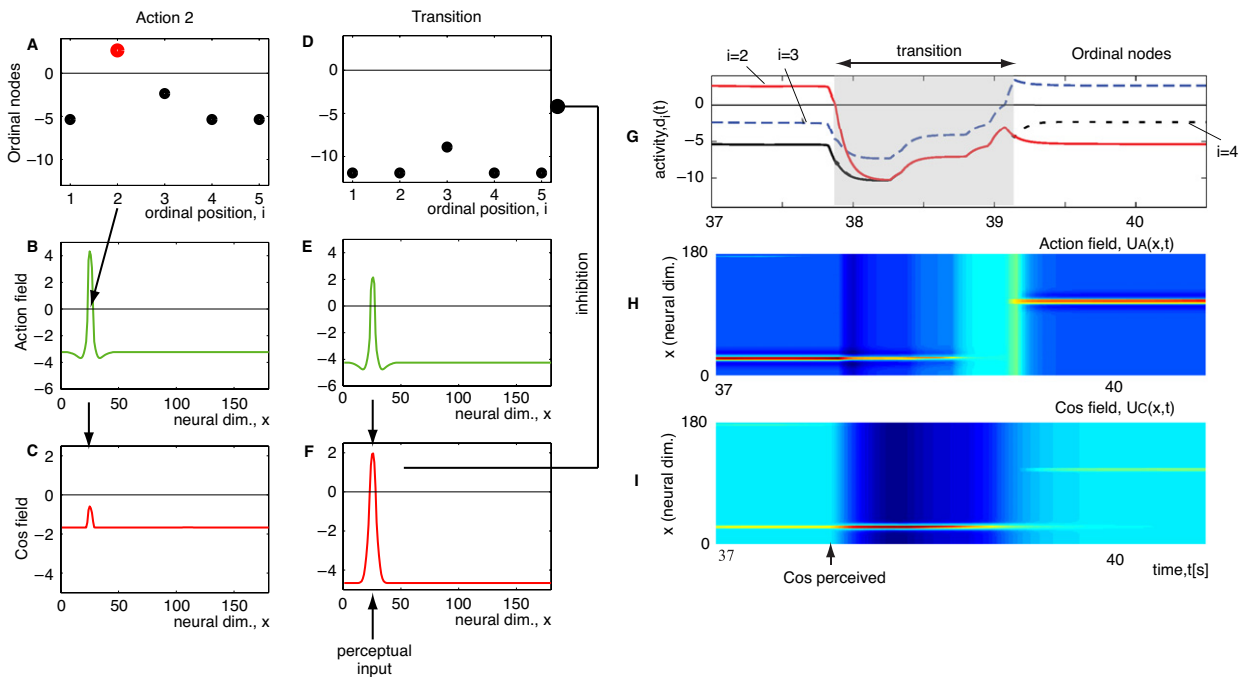 Action 2
A
Ordinal nodes
0
−5
−10
1 2 3 4 5
ordinal position, i
B
Action field
4
2
0
−2
−4
−6
0 50 100 150
neural dim., x
C
Cos field
2
0
−2
−4
0 50 100 150
neural dim., x
Transition
D
0
−5
−10
1 2 3 4 5
ordinal position, i
E
4
2
0
−2
−4
−6
0 50 100 150
neural dim., x
F
2
0
−2
−4
0 50 100 150
neural dim., x
perceptual
input
inhibition
transition
Ordinal nodes
i=2
i=3
i=4
G
activity,di(t)
0
−5
−10
37 38 39 40
Action field, UA(x,t)
H
x (neural dim.)
180
0
37 40
Cos field, UC(x,t)
I
x (neural dim.)
180
0
37 40
Cos perceived
time,t[s]